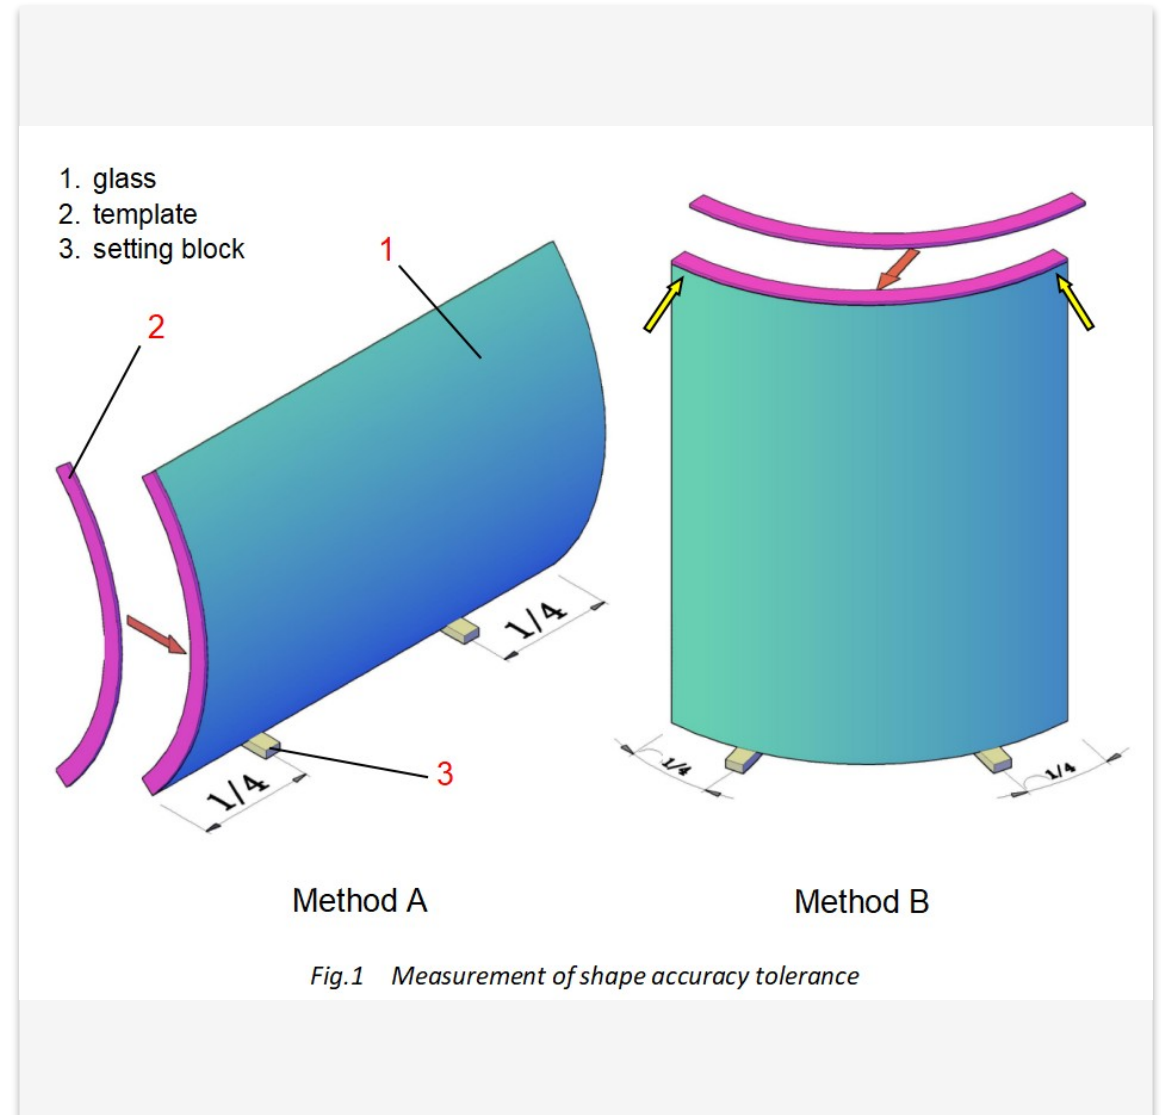 1. glass
2. template
3. setting block
1
2
1/4
3
1/4
1/4
1/4
Method A
Method B
Fig.1 Measurement of shape accuracy tolerance